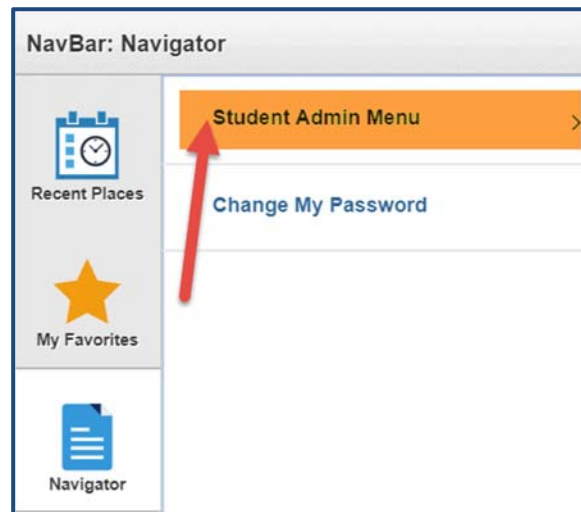 NavBar: Navigator
Recent Places
My Favorites
Navigator
Student Admin Menu
Change My Password